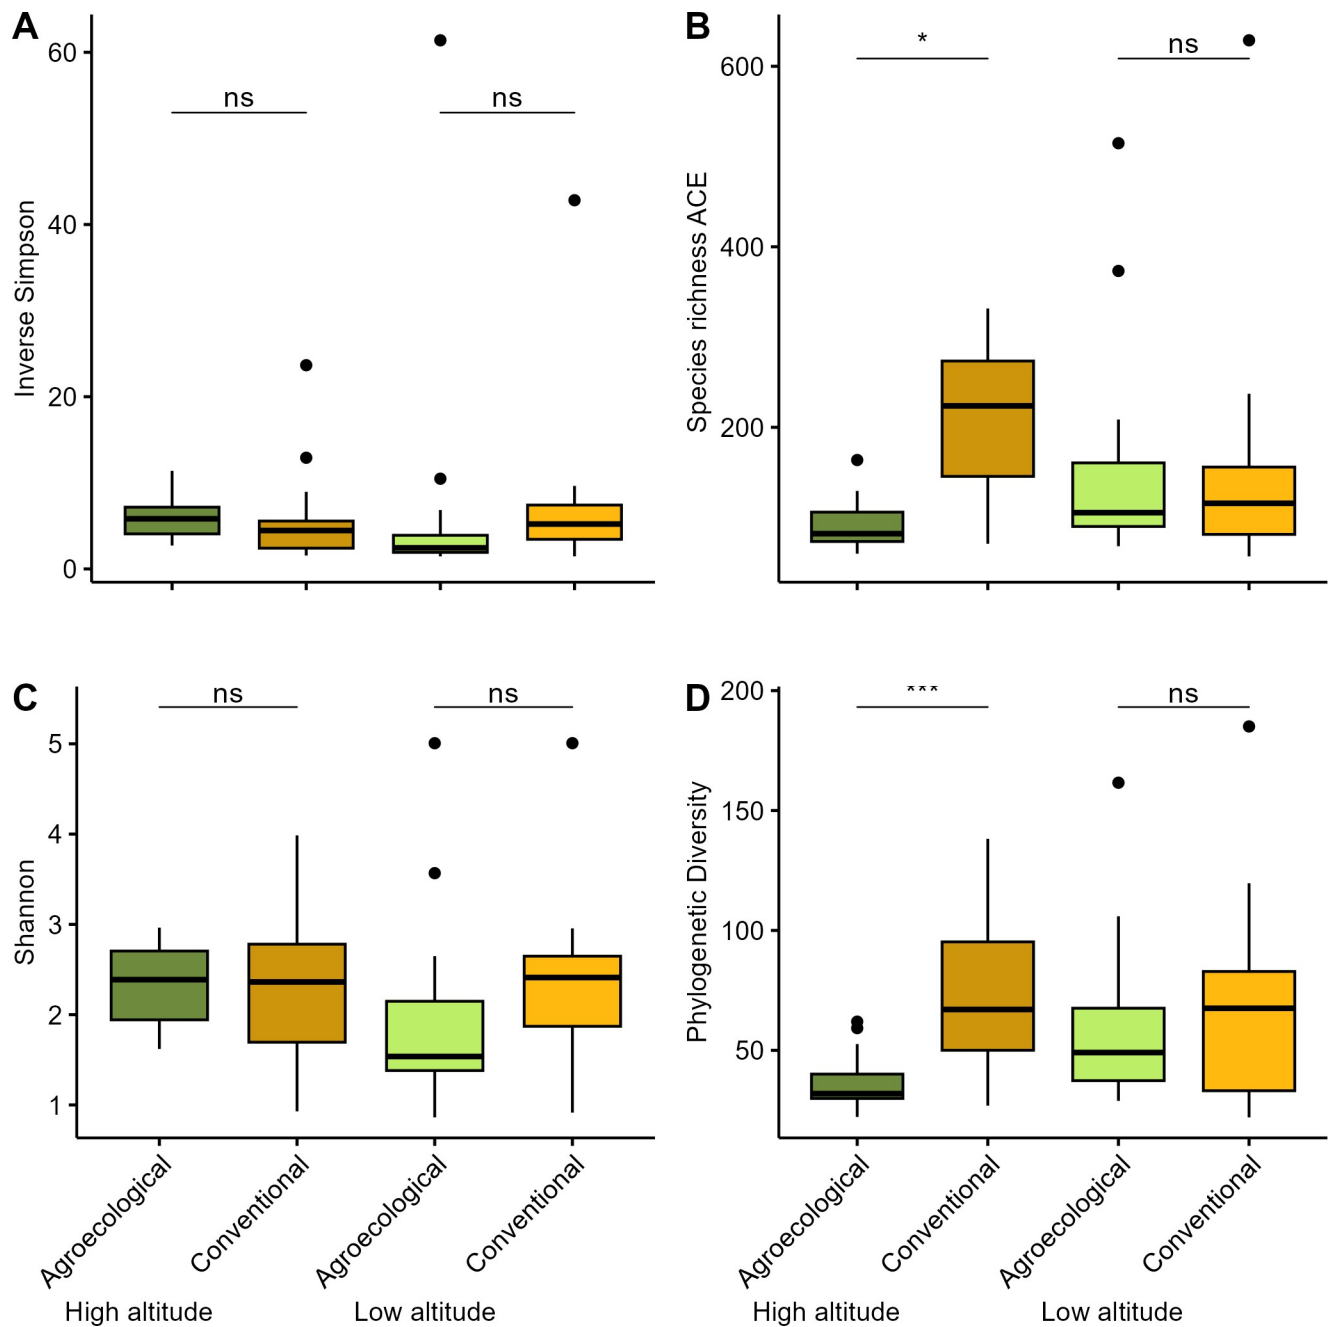 A
Inverse Simpson
60
40
20
0
ns
ns
B
Species richness ACE
600
400
200
*
ns
C
Shannon
5
4
3
2
1
ns
ns
Agroecological
Conventional
Agroecological
Conventional
High altitude
Low altitude
D
Phylogenetic Diversity
200
150
100
50
***
ns
Agroecological
Conventional
Agroecological
Conventional
High altitude
Low altitude